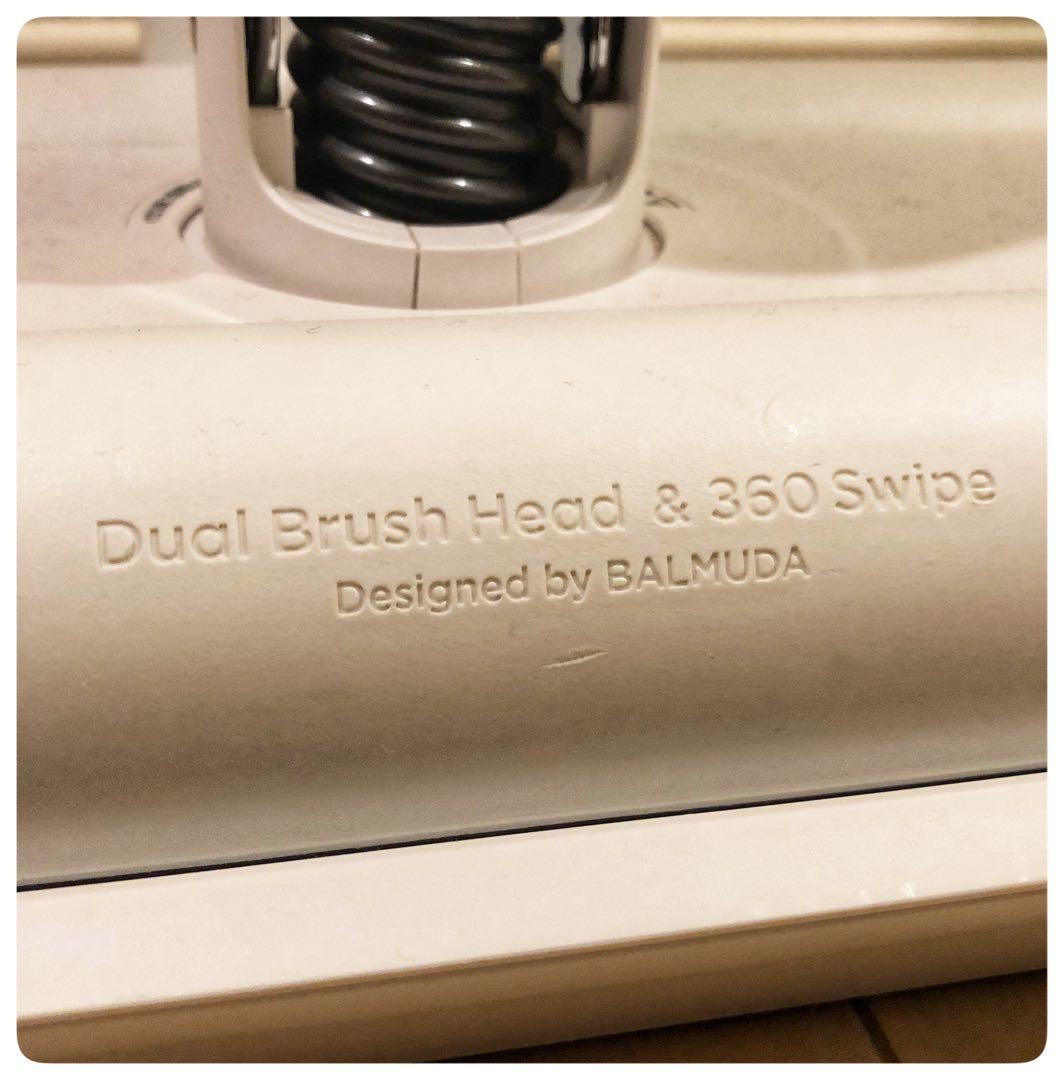 Dual Brush Head & 360 Swipe
Designed by BALMUDA